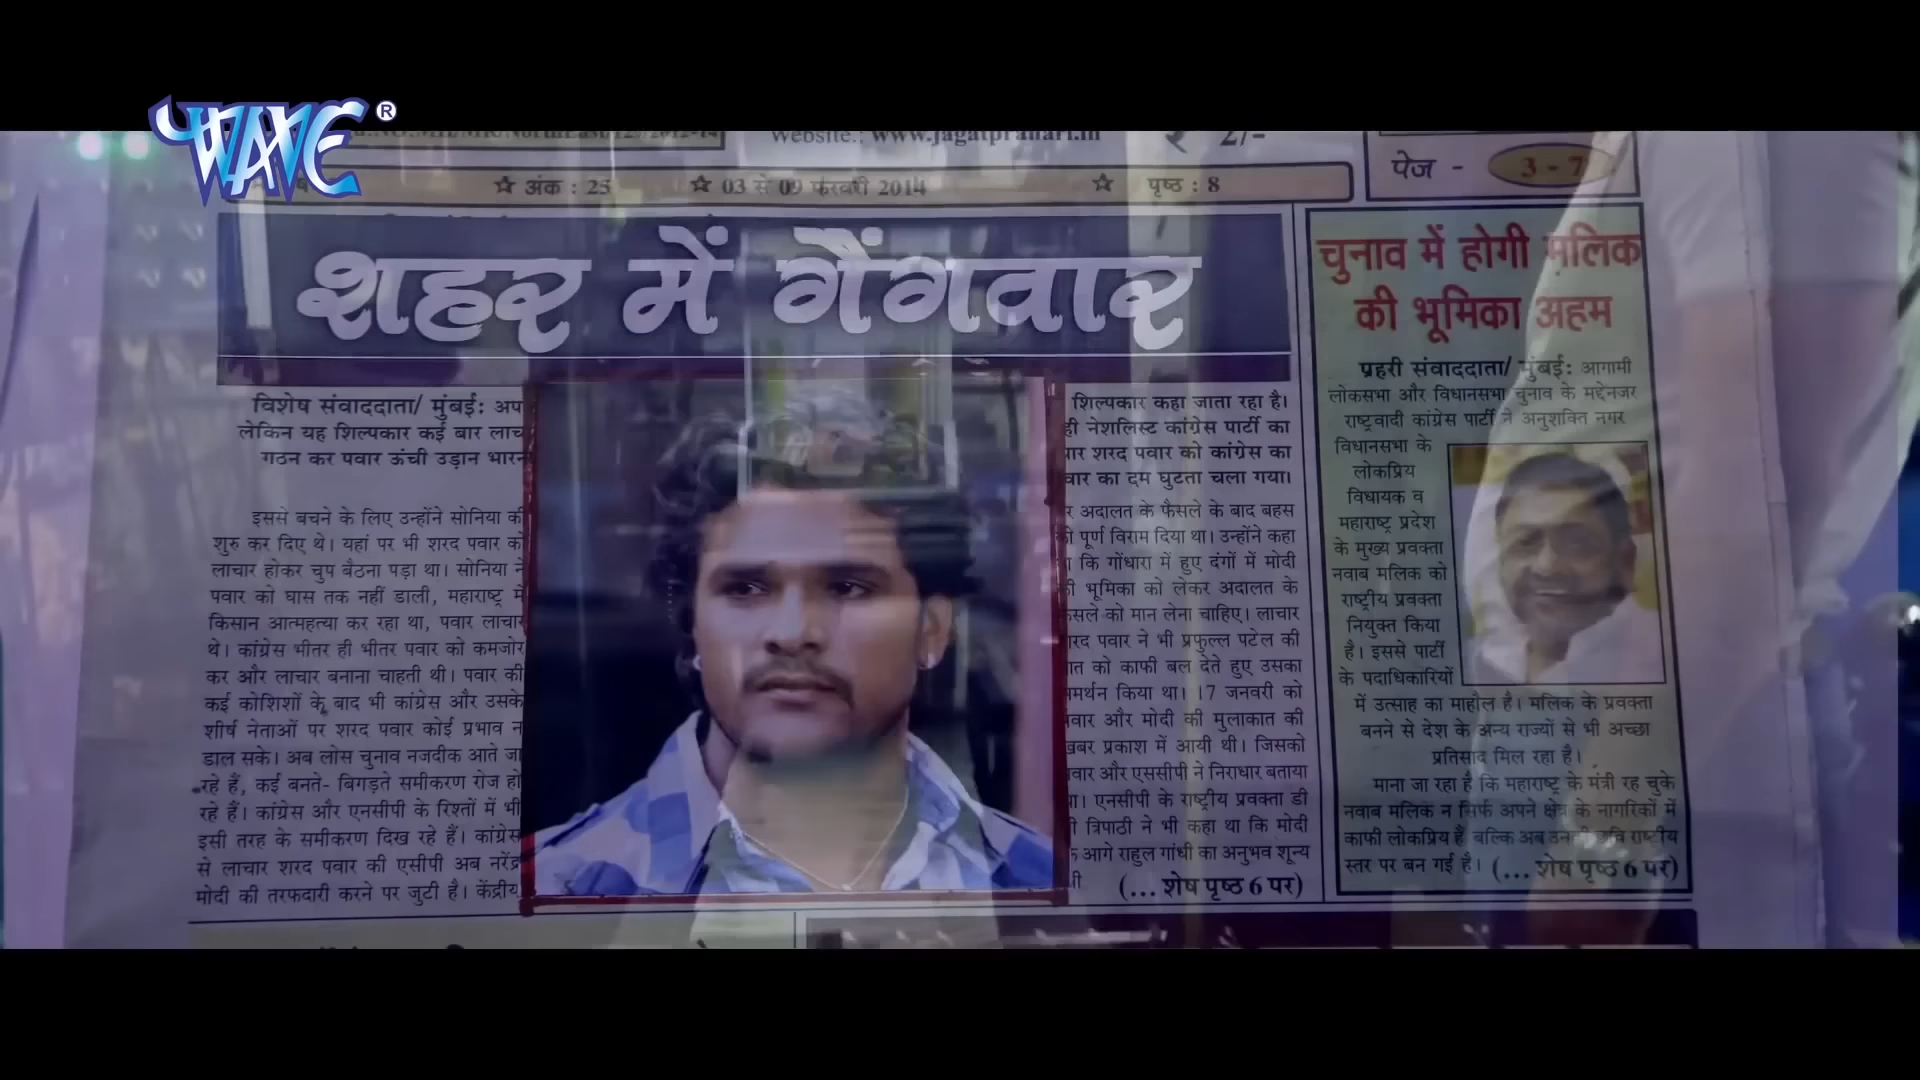 WAVE ®
Website.: www.jagatprahari.in
₹ 2/-
पेज - 3 - 7
☆ अंक : 25 ☆ 03 से 09 फरवरी 2014 ☆ पृष्ठ : 8
शहर में गैंगवार
विशेष संवाददाता/ मुंबई: अप
लेकिन यह शिल्पकार कई बार लाच
गठन कर पवार ऊंची उड़ान भारन
इससे बचने के लिए उन्होंने सोनिया की
शुरु कर दिए थे। यहां पर भी शरद पवार को
लाचार होकर चुप बैठना पड़ा था। सोनिया ने
पवार को घास तक नहीं डाली, महाराष्ट्र में
किसान आत्महत्या कर रहा था, पवार लाचार
थे। कांग्रेस भीतर ही भीतर पवार को कमजोर
कर और लाचार बनाना चाहती थी। पवार की
कई कोशिशों के बाद भी कांग्रेस और उसके
शीर्ष नेताओं पर शरद पवार कोई प्रभाव न
डाल सके। अब लोस चुनाव नजदीक आते जा
रहे हैं, कई बनते- बिगड़ते समीकरण रोज हो
रहे हैं। कांग्रेस और एनसीपी के रिश्तों में भी
इसी तरह के समीकरण दिख रहे हैं। कांग्रेस
से लाचार शरद पवार की एसीपी अब नरेंद्र
मोदी की तरफदारी करने पर जुटी है। केंद्रीय
शिल्पकार कहा जाता रहा है।
ही नेशलिस्ट कांग्रेस पार्टी का
शरद पवार को कांग्रेस का
वार का दम घुटता चला गया।
र अदालत के फैसले के बाद बहस
पूर्ण विराम दिया था। उन्होंने कहा
कि गोंधारा में हुए दंगों में मोदी
की भूमिका को लेकर अदालत के
सले को मान लेना चाहिए। लाचार
रद पवार ने भी प्रफुल्ल पटेल की
ात को काफी बल देते हुए उसका
मर्थन किया था। 17 जनवरी को
वार और मोदी की मुलाकात की
खबर प्रकाश में आयी थी। जिसको
वार और एससीपी ने निराधार बताया
था। एनसीपी के राष्ट्रीय प्रवक्ता डी
त्रिपाठी ने भी कहा था कि मोदी
के आगे राहुल गांधी का अनुभव शून्य
(... शेष पृष्ठ 6 पर)
चुनाव में होगी मलिक
की भूमिका अहम
प्रहरी संवाददाता/ मुंबई: आगामी
लोकसभा और विधानसभा चुनाव के मद्देनजर
राष्ट्रवादी कांग्रेस पार्टी ने अनुशक्ति नगर
विधानसभा के
लोकप्रिय
विधायक व
महाराष्ट्र प्रदेश
के मुख्य प्रवक्ता
नवाब मलिक को
राष्ट्रीय प्रवक्ता
नियुक्त किया
है। इससे पार्टी
के पदाधिकारियों
में उत्साह का माहौल है। मलिक के प्रवक्ता
बनने से देश के अन्य राज्यों से भी अच्छा
प्रतिसाद मिल रहा है।
माना जा रहा है कि महाराष्ट्र के मंत्री रह चुके
नवाब मलिक न सिर्फ अपने क्षेत्र के नागरिकों में
काफी लोकप्रिय हैं बल्कि अब उनकी छवि राष्ट्रीय
स्तर पर बन गई है। (... शेष पृष्ठ 6 पर)